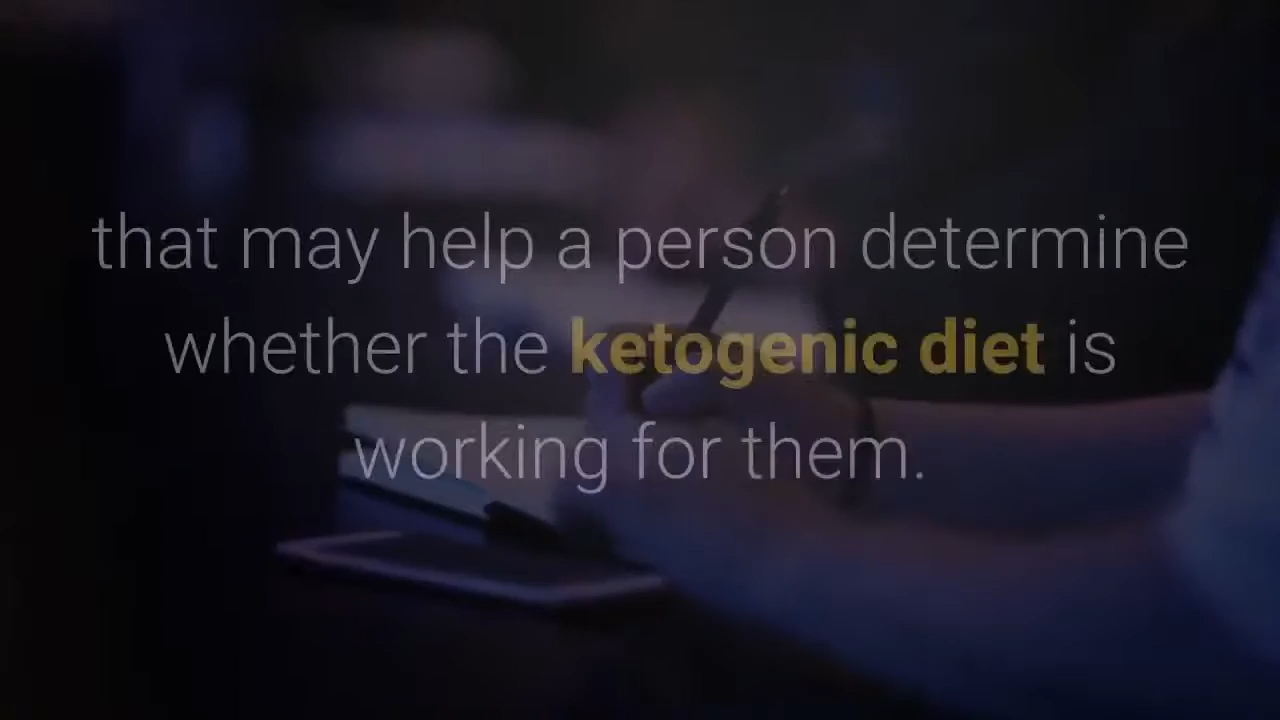 that may help a person determine
whether the ketogenic diet is
working for them.